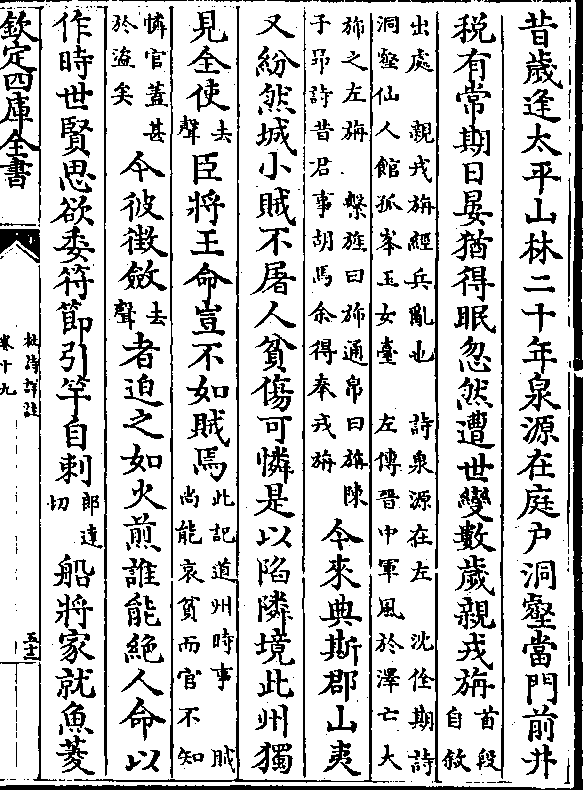 昔歳逢太平山林二十年泉源在庭户洞壑當門前井
税有常期日晏猶得眠忽然遭世變數歳親戎旃
首段
自敘
出處　親戎旃經兵亂也　詩泉源在左　沈佺期詩
洞壑仙人館孤峯玉女臺　左傳晉中軍風於澤亡大
旆之左旃　繫旌曰旆通帛曰旃陳
子昻詩昔君事胡馬余得奉戎旃
今來典斯郡山夷
又紛然城小賊不屠人貧傷可憐是以陷隣境此州獨
見全使
去
聲
臣將王命豈不如賊焉
此記道州時事　賊
尚能哀貧而官不知
憐官蓋甚
於盗矣
今彼徴斂
去
聲
者迫之如火煎誰能絶人命以
作時世賢思欲委符節引竿自刺
郎達
切
船將家就魚菱
欽定四庫全書
杜詩詳註
卷十九